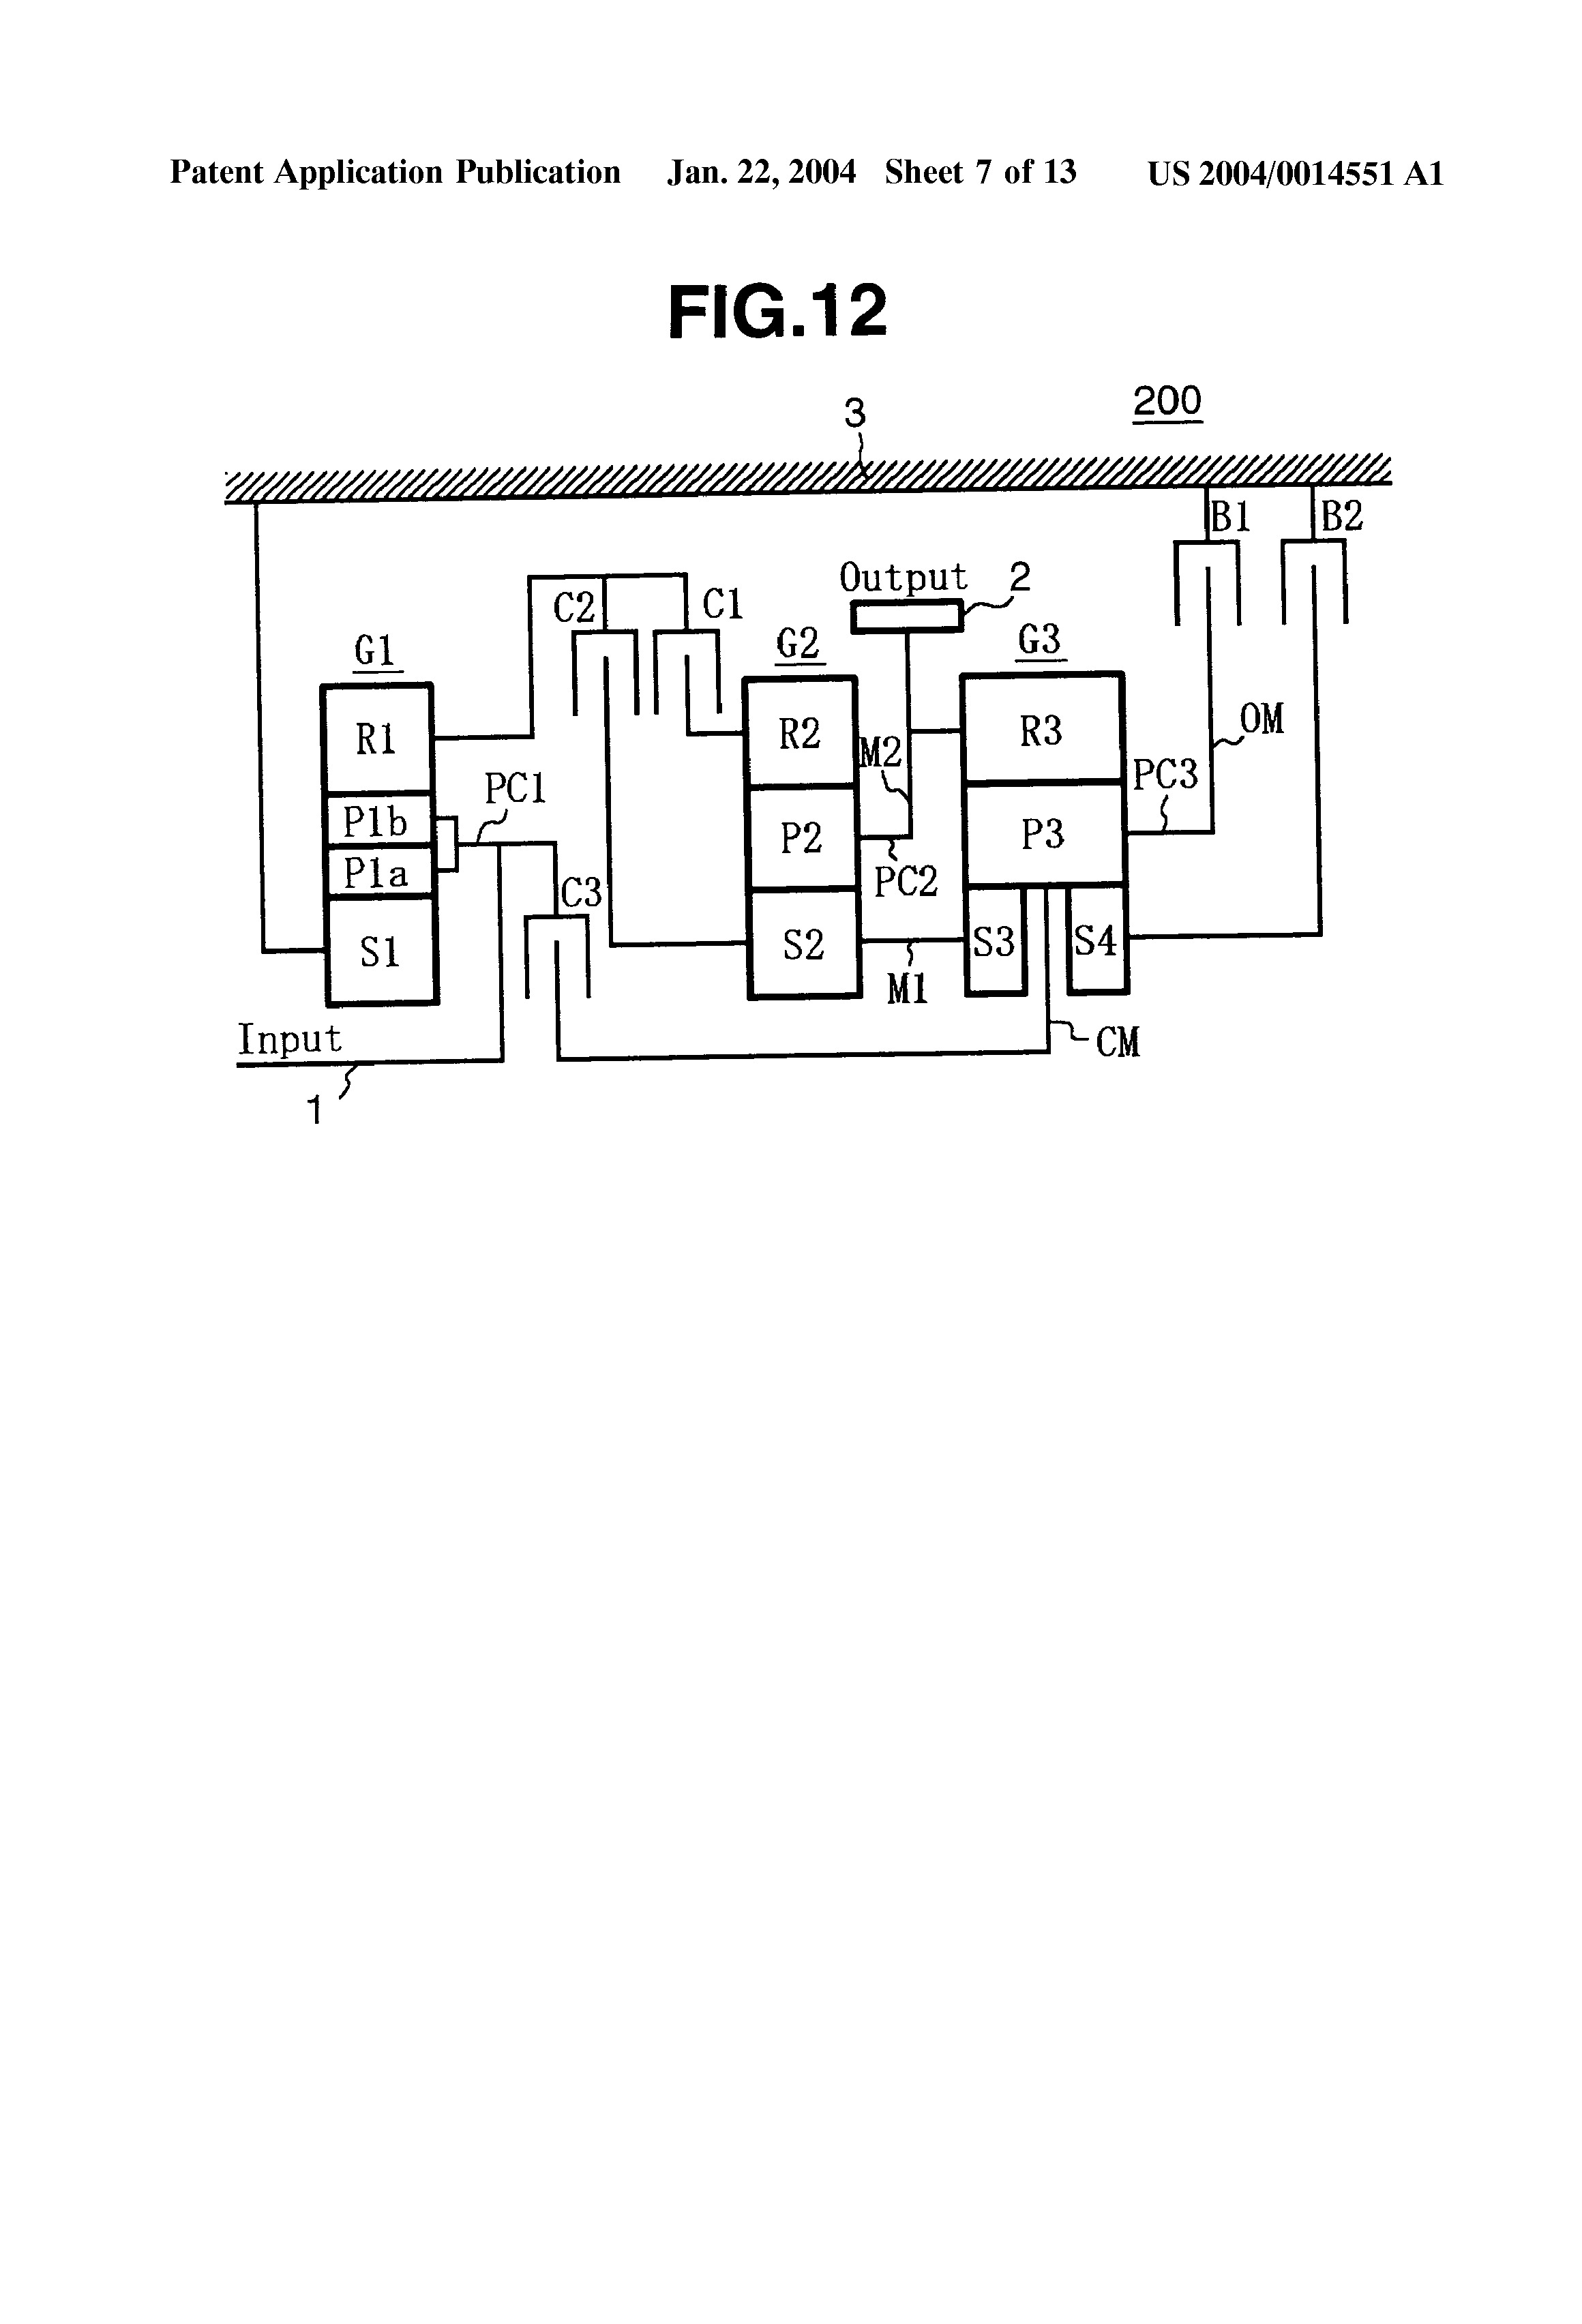 Patent Application Publication Jan. 22, 2004 Sheet 7 of 13 US 2004/0014551 A1
FIG.12
200
3
B1
B2
Output
2
C2
C1
G1
G2
G3
R1
R2
M2
R3
OM
PC1
PC3
P1b
P2
P3
P1a
PC2
C3
S1
S2
S3
S4
M1
Input
CM
1